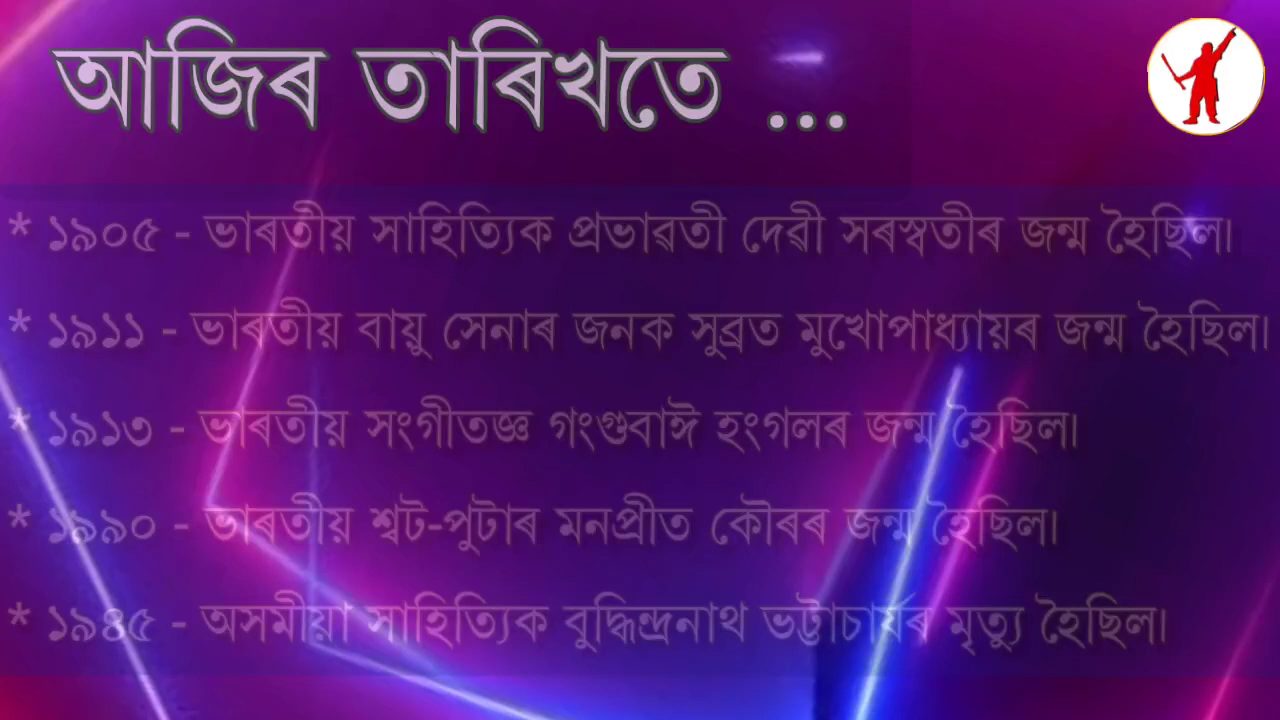 আজিৰ তাৰিখতে ...
* ১৯০৫ - ভাৰতীয় সাহিত্যিক প্ৰভাৱতী দেৱী সৰস্বতীৰ জন্ম হৈছিল।
* ১৯১১ - ভাৰতীয় বায়ু সেনাৰ জনক সুব্ৰত মুখোপাধ্যায়ৰ জন্ম হৈছিল।
* ১৯১৩ - ভাৰতীয় সংগীতজ্ঞ গংগুবাঈ হংগলৰ জন্ম হৈছিল।
* ১৯৯০ - ভাৰতীয় শ্বট-পুটাৰ মনপ্ৰীত কৌৰৰ জন্ম হৈছিল।
* ১৯৪৫ - অসমীয়া সাহিত্যিক বুদ্ধিন্দ্ৰনাথ ভট্টাচাৰ্যৰ মৃত্যু হৈছিল।